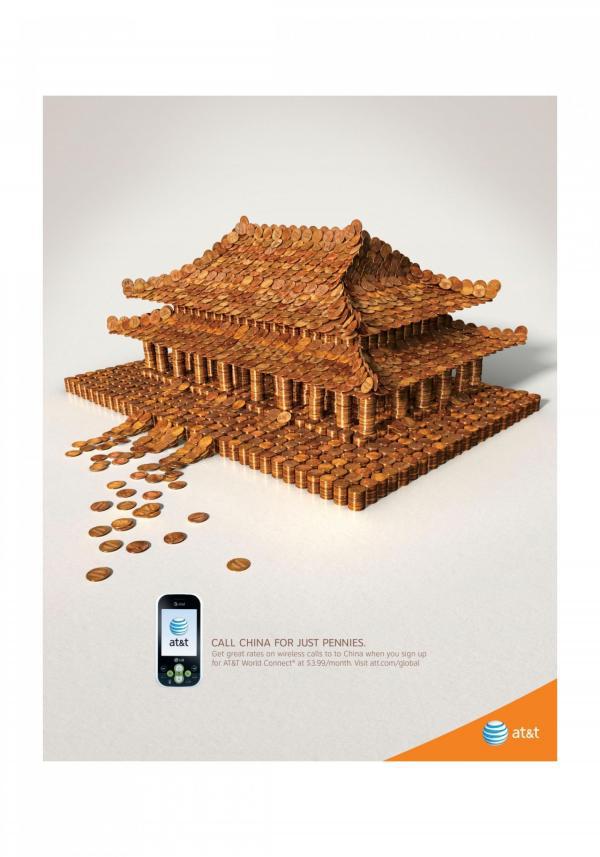 at&t
at&t
LG
CALL CHINA FOR JUST PENNIES.
Get great rates on wireless calls to to China when you sign up
for AT&T World Connect® at $3.99/month. Visit att.com/global
at&t